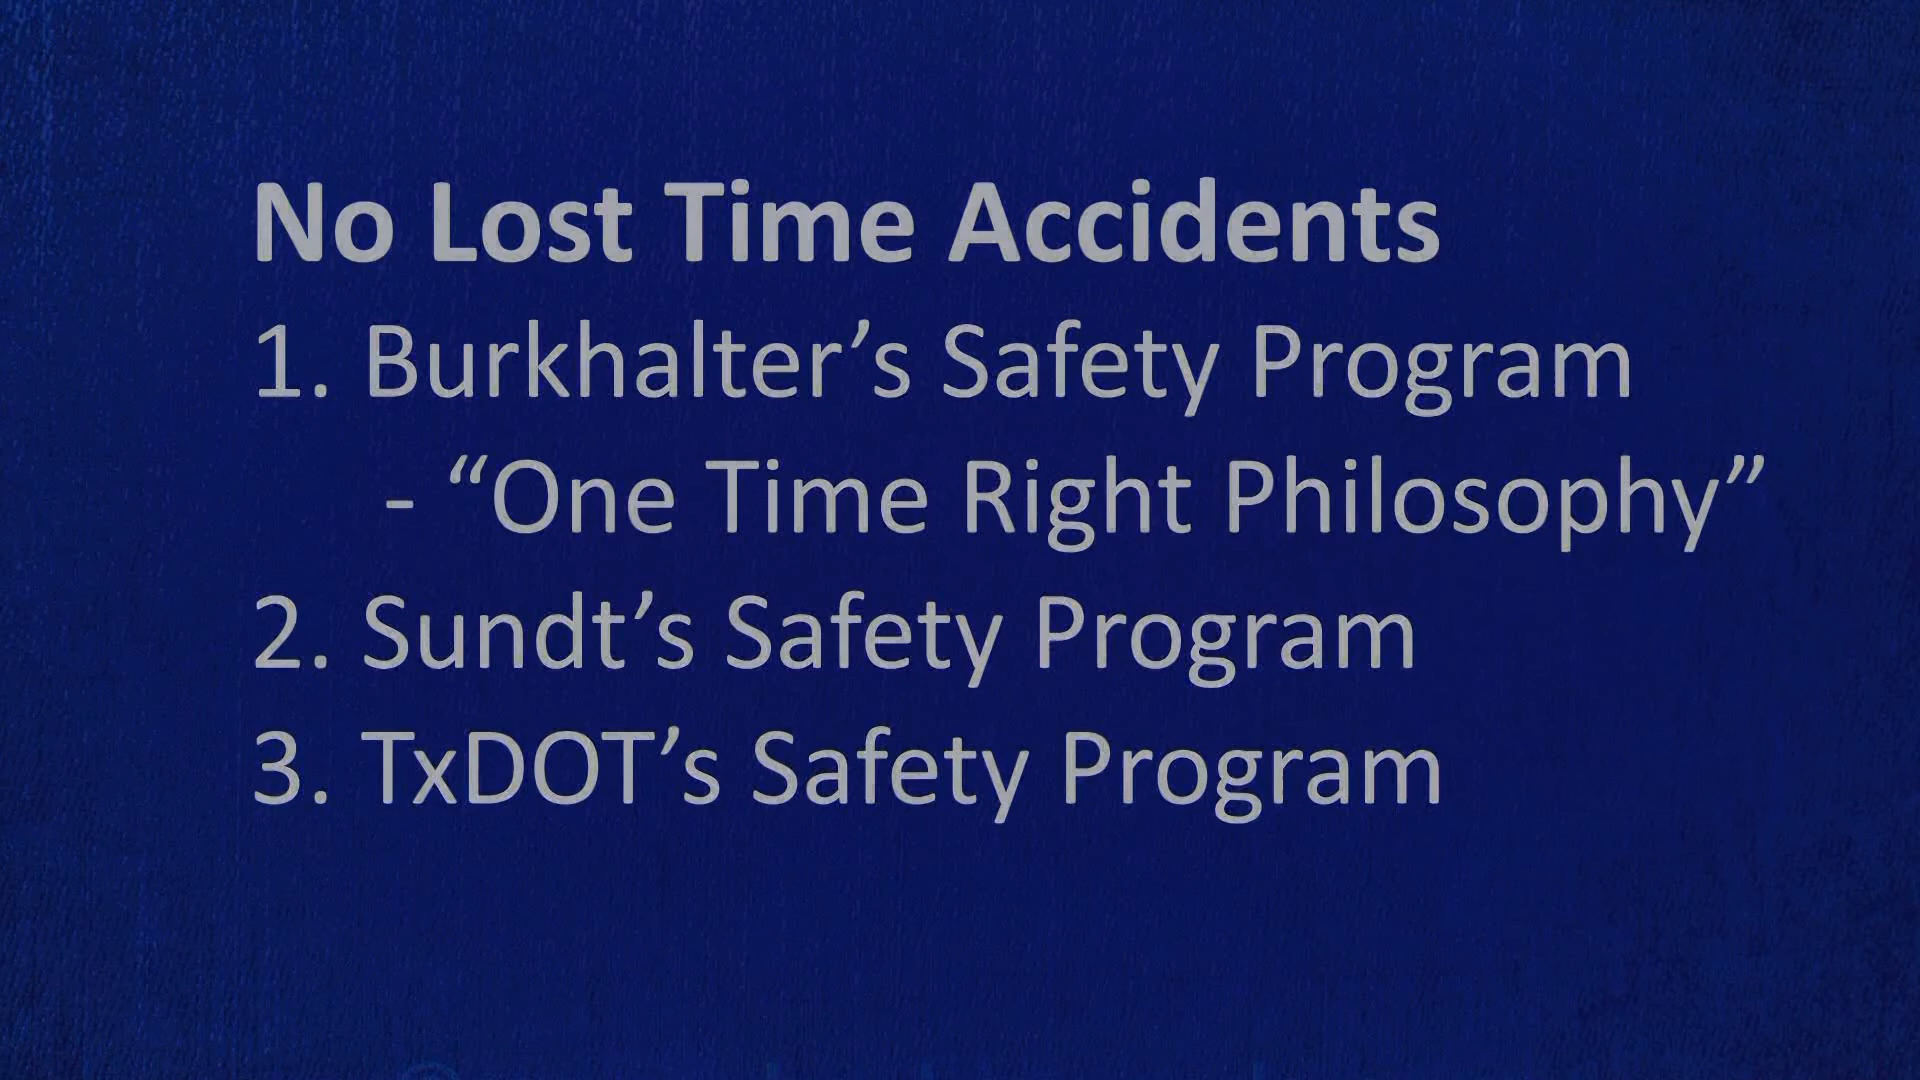 No Lost Time Accidents
1. Burkhalter’s Safety Program
- “One Time Right Philosophy”
2. Sundt’s Safety Program
3. TxDOT’s Safety Program